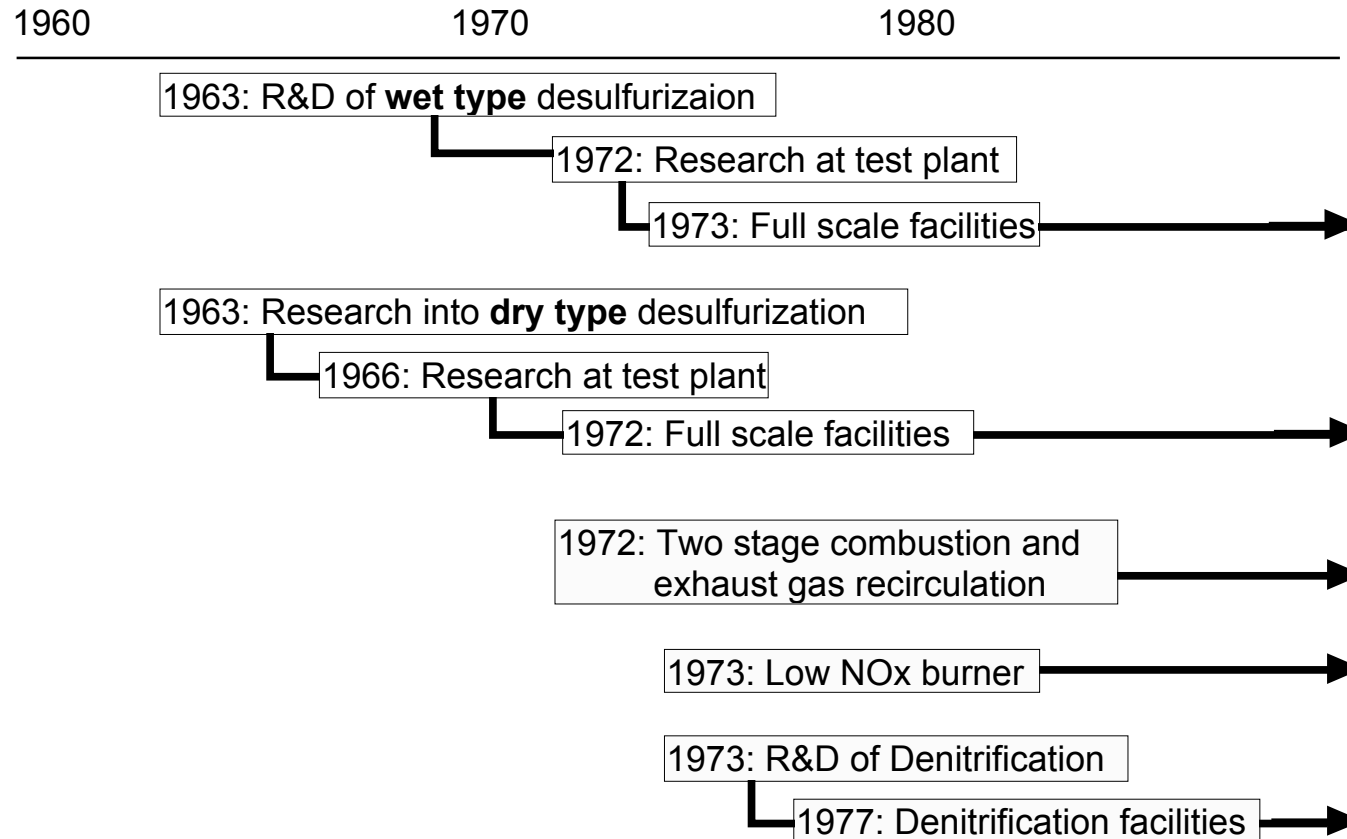 1960 1970 1980
1963: R&D of wet type desulfurizaion
1972: Research at test plant
1973: Full scale facilities
1963: Research into dry type desulfurization
1966: Research at test plant
1972: Full scale facilities
1972: Two stage combustion and
exhaust gas recirculation
1973: Low NOx burner
1973: R&D of Denitrification
1977: Denitrification facilities